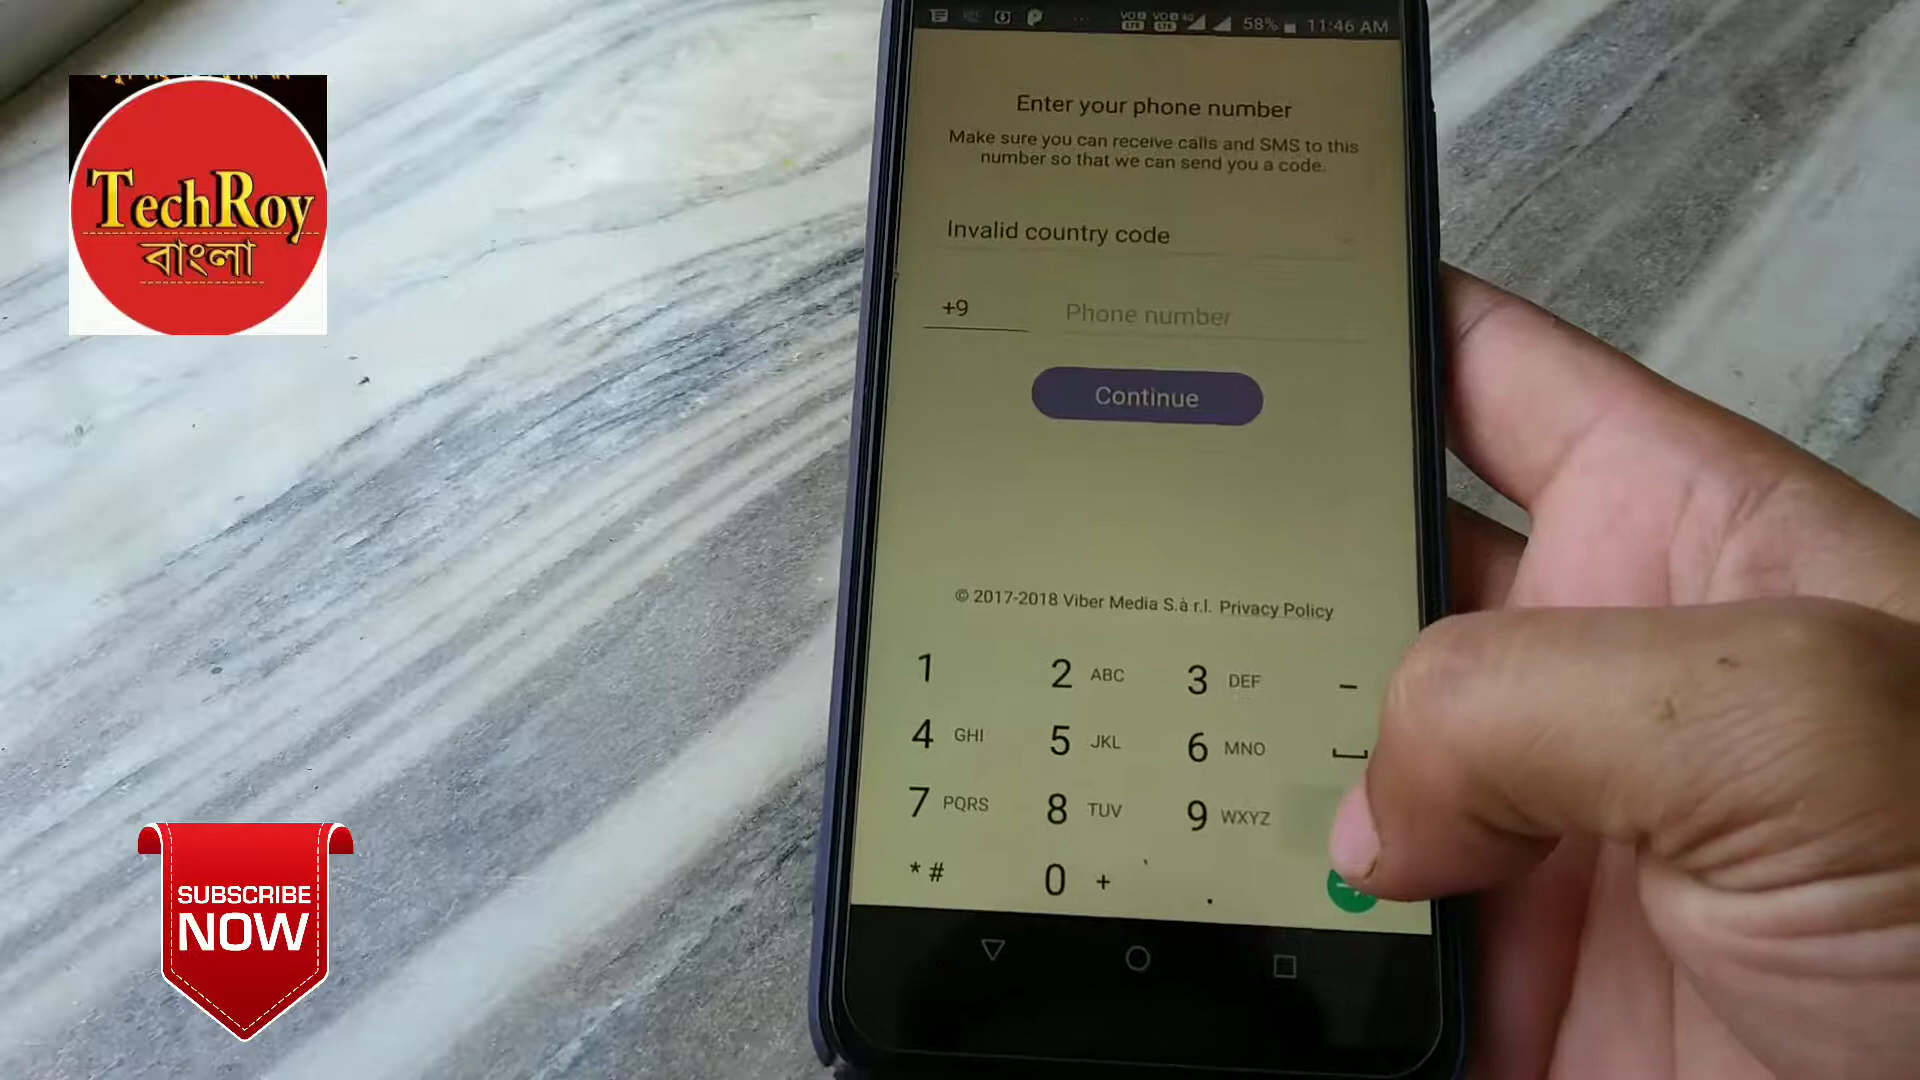 TechRoy
বাংলা
SUBSCRIBE
NOW
58% 11:46 AM
Enter your phone number
Make sure you can receive calls and SMS to this
number so that we can send you a code.
Invalid country code
+9 Phone number
Continue
© 2017-2018 Viber Media S.à r.l. Privacy Policy
1 2 ABC 3 DEF -
4 GHI 5 JKL 6 MNO
7 PQRS 8 TUV 9 WXYZ
* # 0 + .